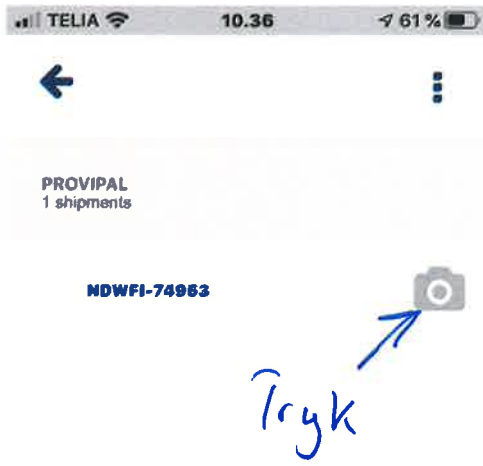 TELIA 10.36 61 %
PROVIPAL
1 shipments
NDWFI-74963
Tryk